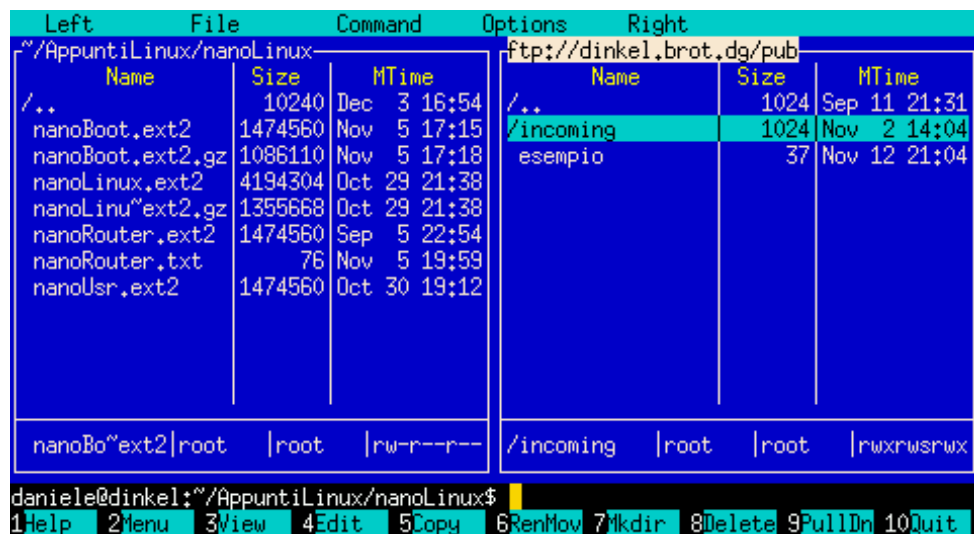 Left File Command Options Right
~/AppuntiLinux/nanoLinux ftp://dinkel.brot.dg/pub
Name Size MTime Name Size MTime
/.. 10240 Dec 3 16:54 /.. 1024 Sep 11 21:31
nanoBoot.ext2 1474560 Nov 5 17:15 /incoming 1024 Nov 2 14:04
nanoBoot.ext2.gz 1086110 Nov 5 17:18 esempio 37 Nov 12 21:04
nanoLinux.ext2 4194304 Oct 29 21:38
nanoLinu~ext2.gz 1355668 Oct 29 21:38
nanoRouter.ext2 1474560 Sep 5 22:54
nanoRouter.txt 76 Nov 5 19:59
nanoUsr.ext2 1474560 Oct 30 19:12
nanoBo~ext2|root |root |rw-r--r-- /incoming |root |root |rwxrwsrwx
daniele@dinkel:~/AppuntiLinux/nanoLinux$
1Help 2Menu 3View 4Edit 5Copy 6RenMov 7Mkdir 8Delete 9PullDn 10Quit